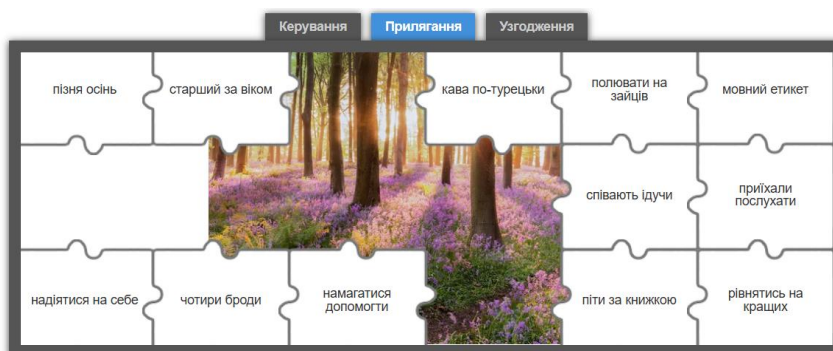 Керування Прилягання Узгодження
пізня осінь старший за віком кава по-турецьки полювати на зайців мовний етикет
співають ідучи приїхали послухати
надіятися на себе чотири броди намагатися допомогти піти за книжкою рівнятись на кращих